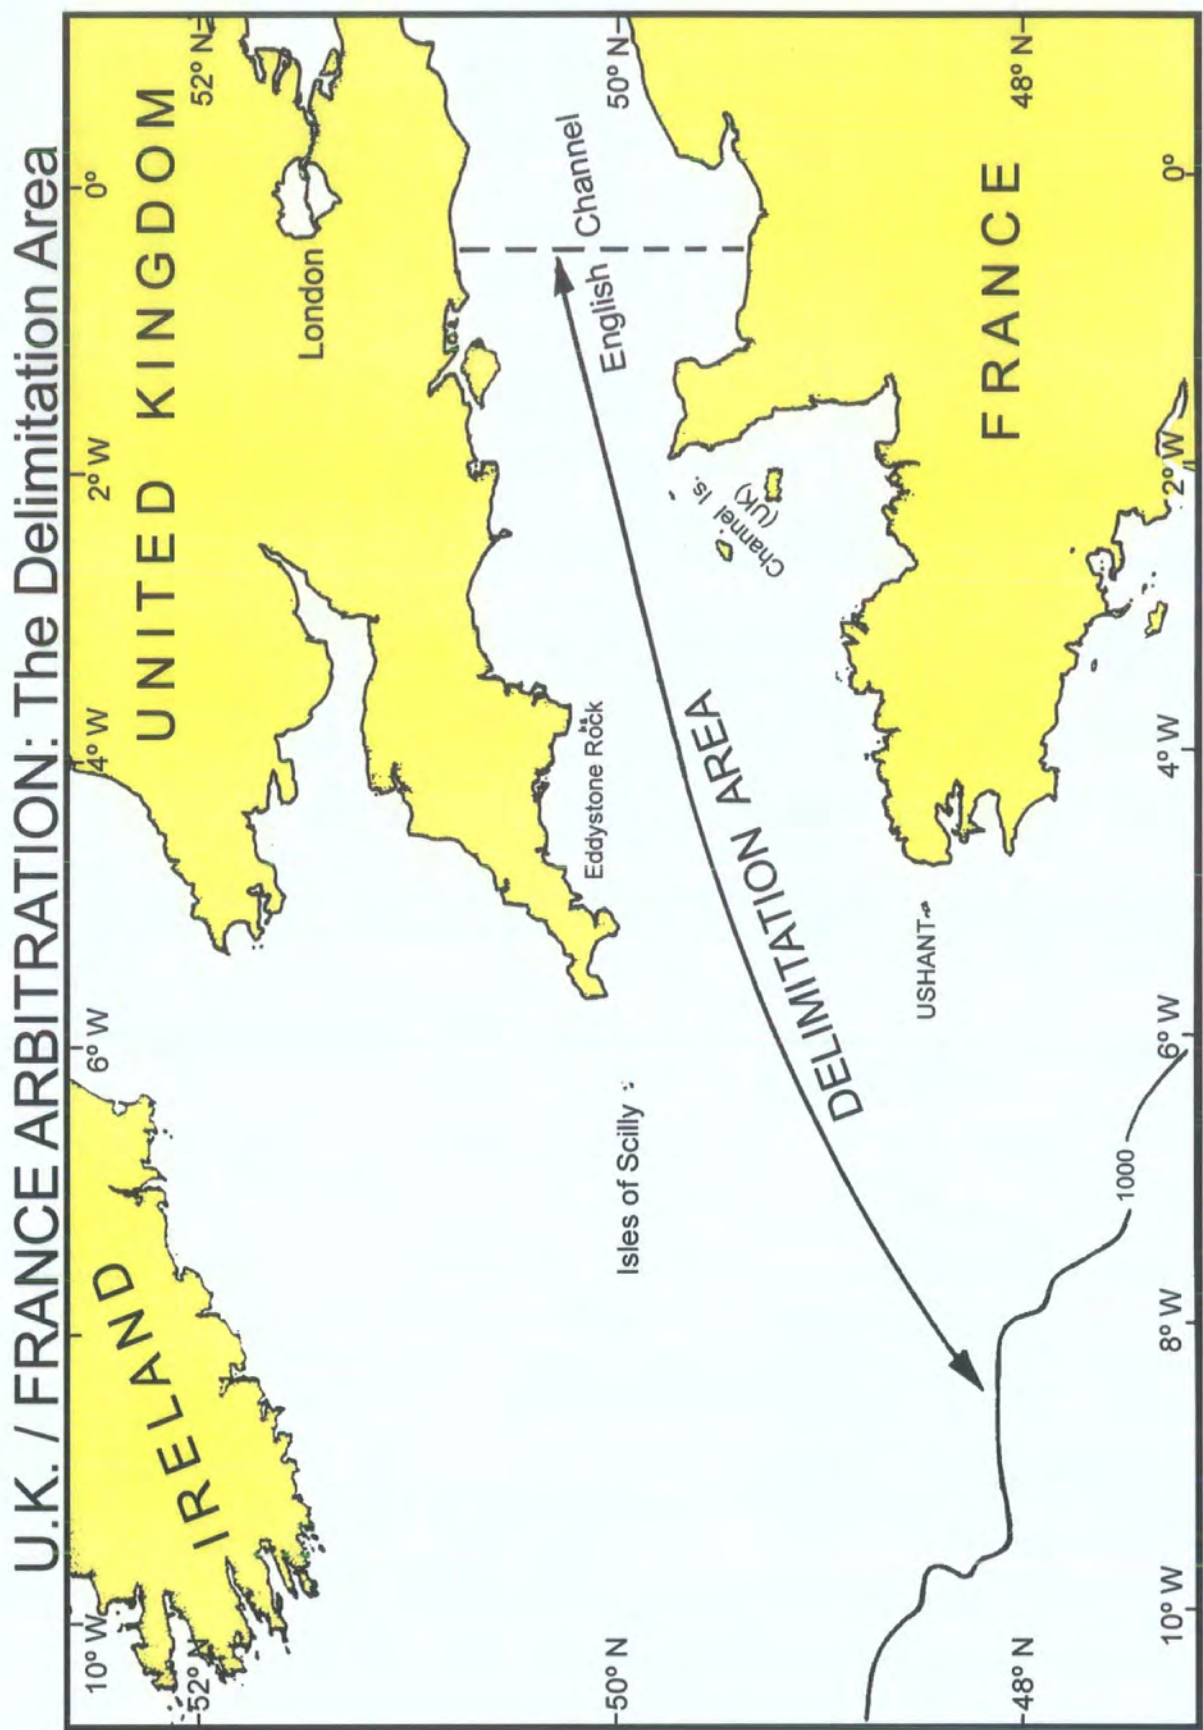 U.K. / FRANCE ARBITRATION: The Delimitation Area
10° W
6° W
4° W
2° W
0°
IRELAND
UNITED KINGDOM
52° N
52° N
London
Eddystone Rock
Isles of Scilly
50° N
50° N
English Channel
DELIMITATION AREA
Channel Is.
(UK)
USHANT
FRANCE
48° N
48° N
1000
10° W
8° W
6° W
4° W
2° W
0°